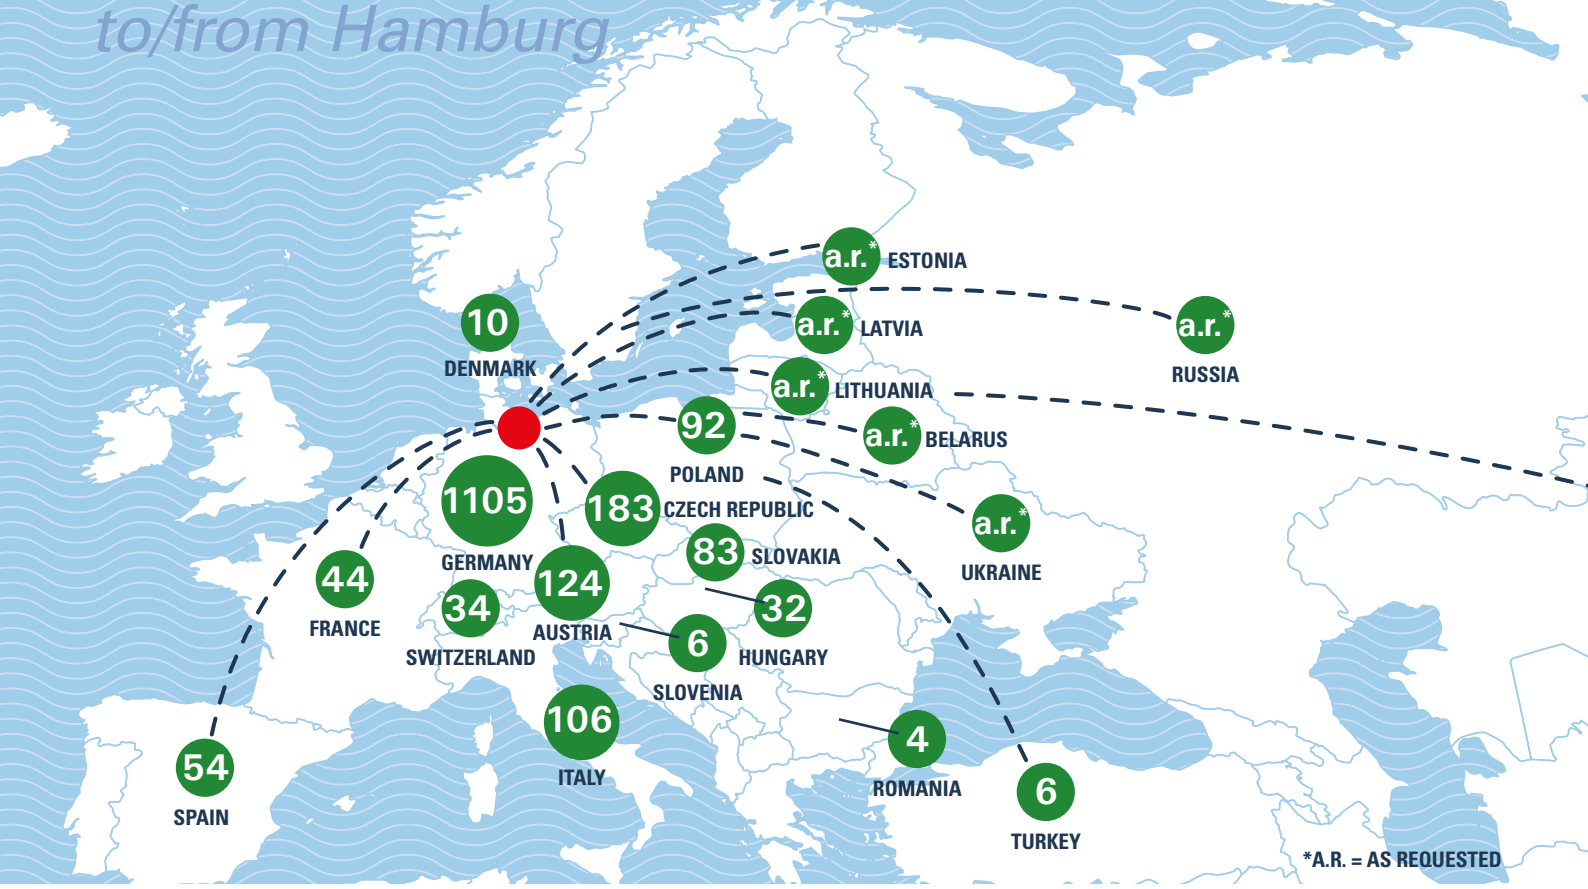 to/from Hamburg
a.r.* ESTONIA
10
DENMARK
a.r.* LATVIA
a.r.*
RUSSIA
a.r.* LITHUANIA
92
POLAND
a.r.* BELARUS
1105
GERMANY
183 CZECH REPUBLIC
a.r.*
UKRAINE
83 SLOVAKIA
44
FRANCE
34
SWITZERLAND
124
AUSTRIA
32
HUNGARY
6
SLOVENIA
106
ITALY
4
ROMANIA
54
SPAIN
6
TURKEY
*A.R. = AS REQUESTED